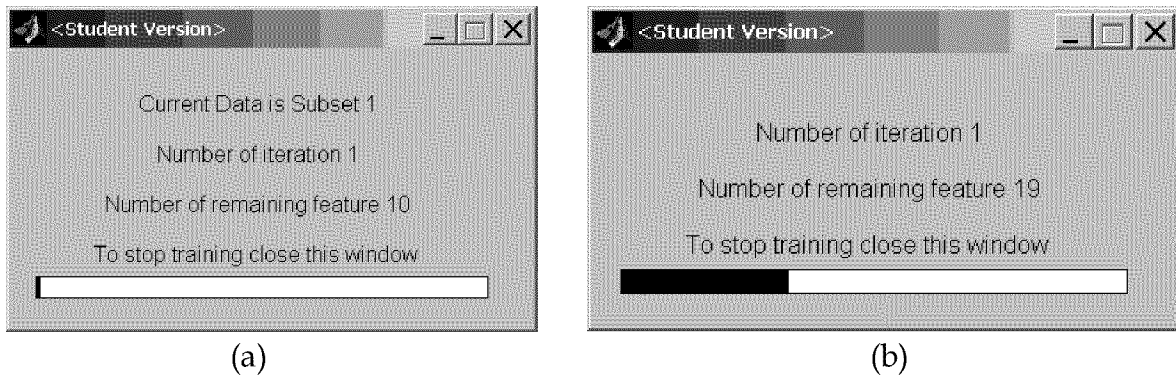 <Student Version>
Current Data is Subset 1
Number of iteration 1
Number of remaining feature 10
To stop training close this window
(a)
<Student Version>
Number of iteration 1
Number of remaining feature 19
To stop training close this window
(b)